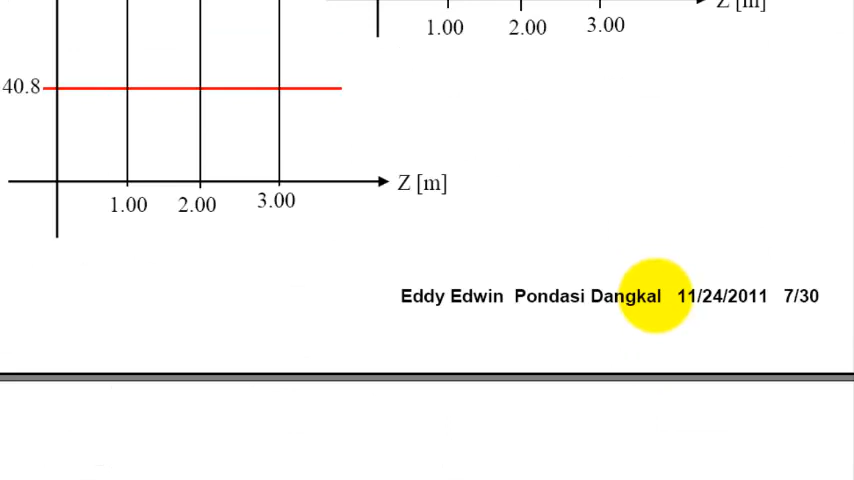 Z [m]
1.00 2.00 3.00
40.8
Z [m]
1.00 2.00 3.00
Eddy Edwin Pondasi Dangkal 11/24/2011 7/30